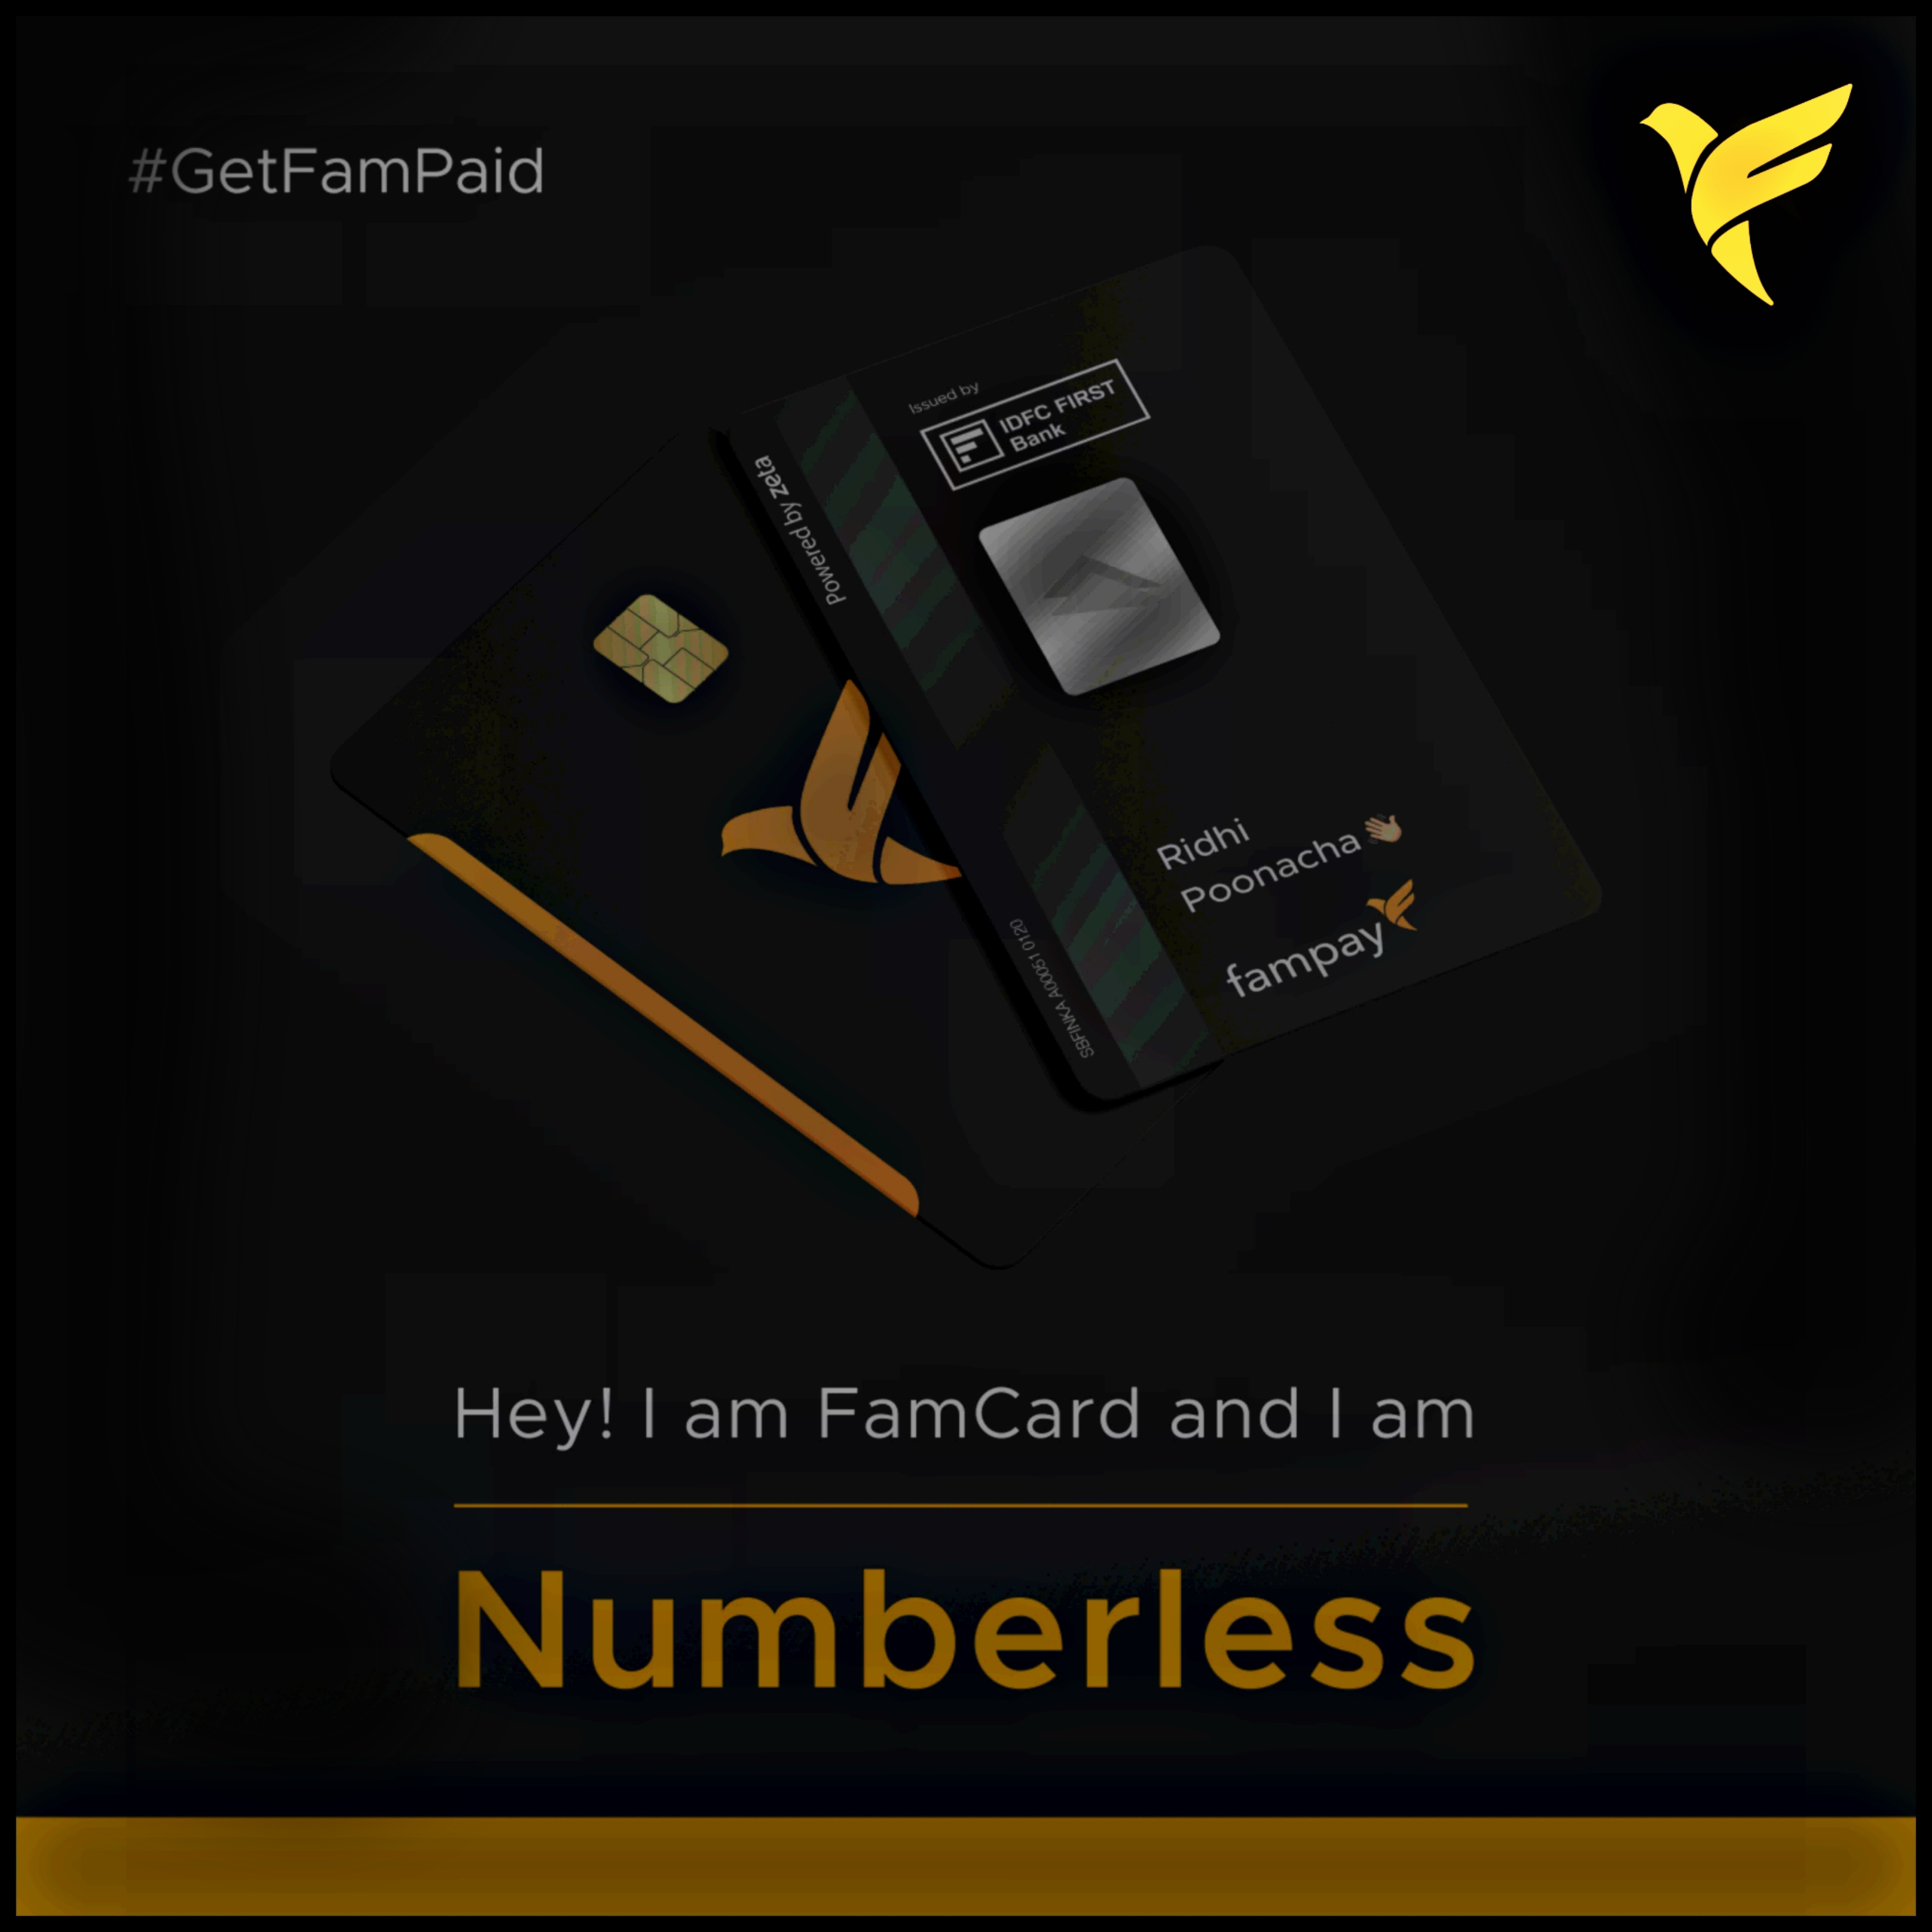 #GetFamPaid
Issued by
IDFC FIRST
Bank
Powered by zeta
Ridhi
Poonacha 👋
fampay
SBFINKA A00051 0120
Hey! I am FamCard and I am
Numberless